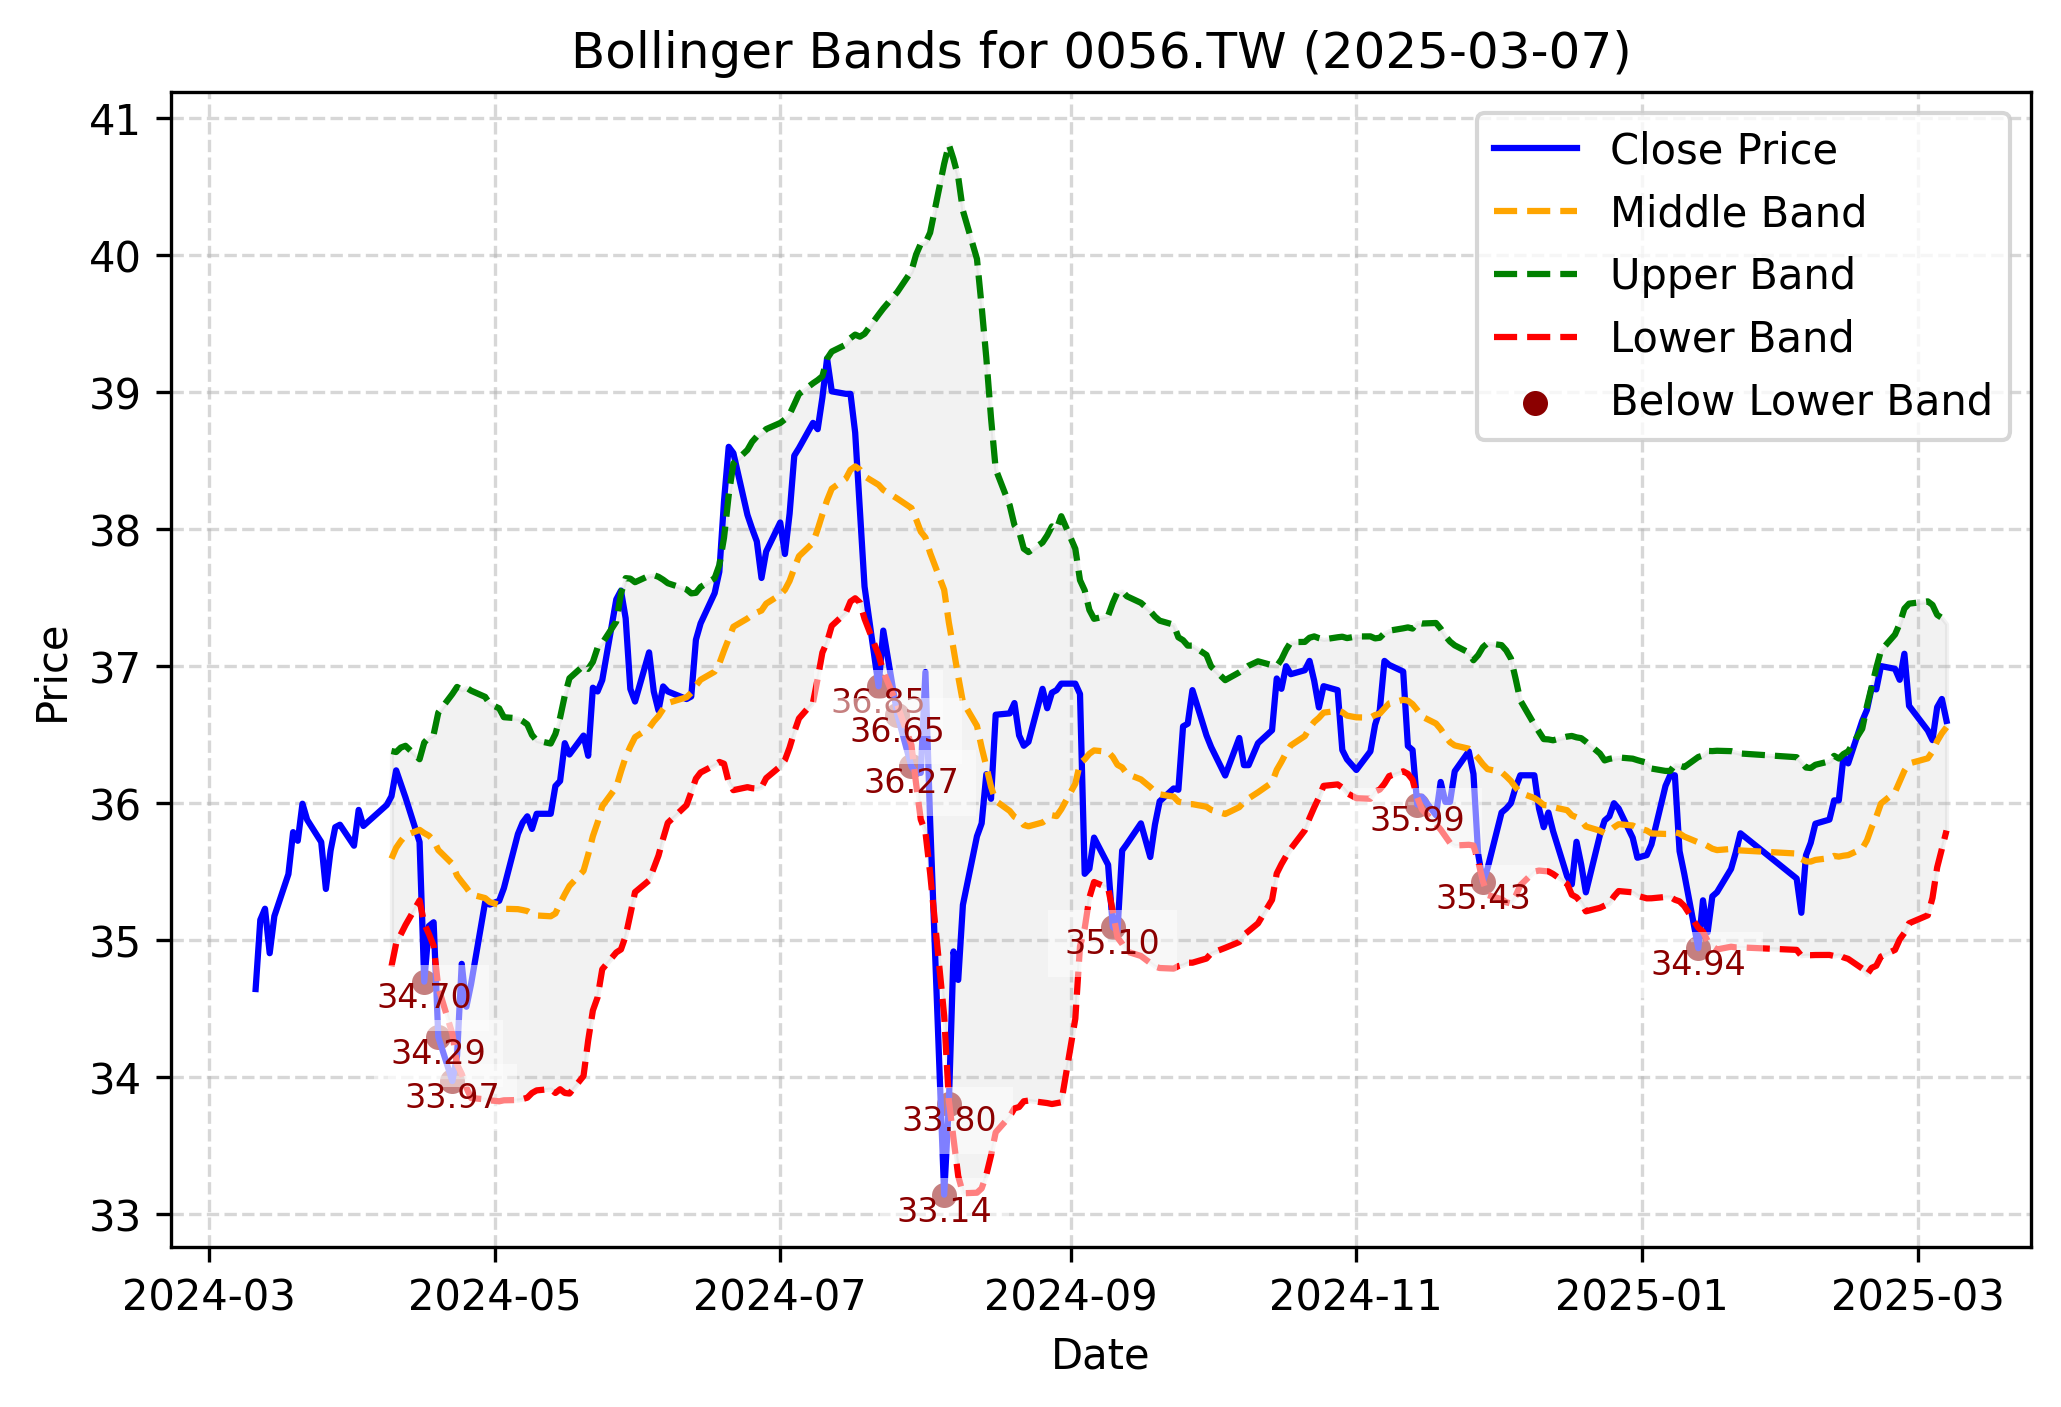 Bollinger Bands for 0056.TW (2025-03-07)
41
40
39
38
37
36
35
34
33
Price
Close Price
Middle Band
Upper Band
Lower Band
Below Lower Band
36.85
36.65
36.27
35.99
35.43
35.10
34.94
34.70
34.29
33.97
33.80
33.14
2024-03 2024-05 2024-07 2024-09 2024-11 2025-01 2025-03
Date